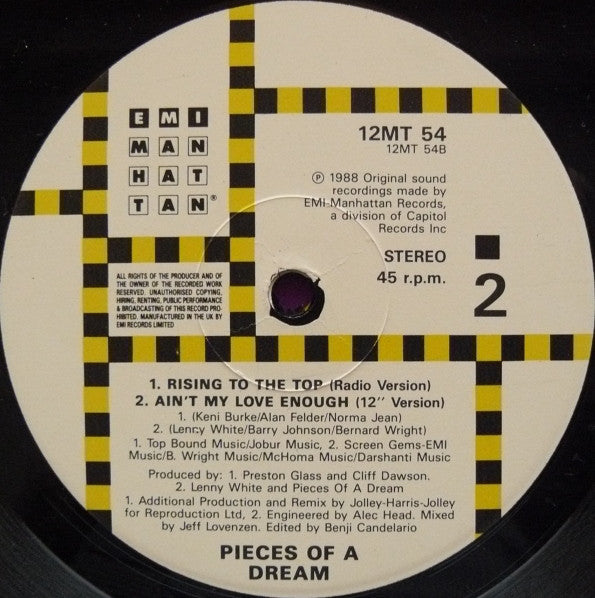 EMI
MAN
HAT
TAN®
12MT 54
12MT 54B
Ⓟ 1988 Original sound
recordings made by
EMI Manhattan Records,
a division of Capitol
Records Inc
STEREO
45 r.p.m.
2
ALL RIGHTS OF THE PRODUCER AND OF
THE OWNER OF THE RECORDED WORK
RESERVED. UNAUTHORISED COPYING,
HIRING, RENTING, PUBLIC PERFORMANCE
& BROADCASTING OF THIS RECORD PRO-
HIBITED. MANUFACTURED IN THE UK BY
EMI RECORDS LIMITED
1. RISING TO THE TOP (Radio Version)
2. AIN'T MY LOVE ENOUGH (12'' Version)
1. (Keni Burke/Alan Felder/Norma Jean)
2. (Lenny White/Barry Johnson/Bernard Wright)
1. Top Bound Music/Jobur Music, 2. Screen Gems-EMI
Music/B. Wright Music/McHoma Music/Darshanti Music
Produced by: 1. Preston Glass and Cliff Dawson.
2. Lenny White and Pieces Of A Dream
1. Additional Production and Remix by Jolley-Harris-Jolley
for Reproduction Ltd, 2. Engineered by Alec Head. Mixed
by Jeff Lovenzen. Edited by Benji Candelario
PIECES OF A
DREAM